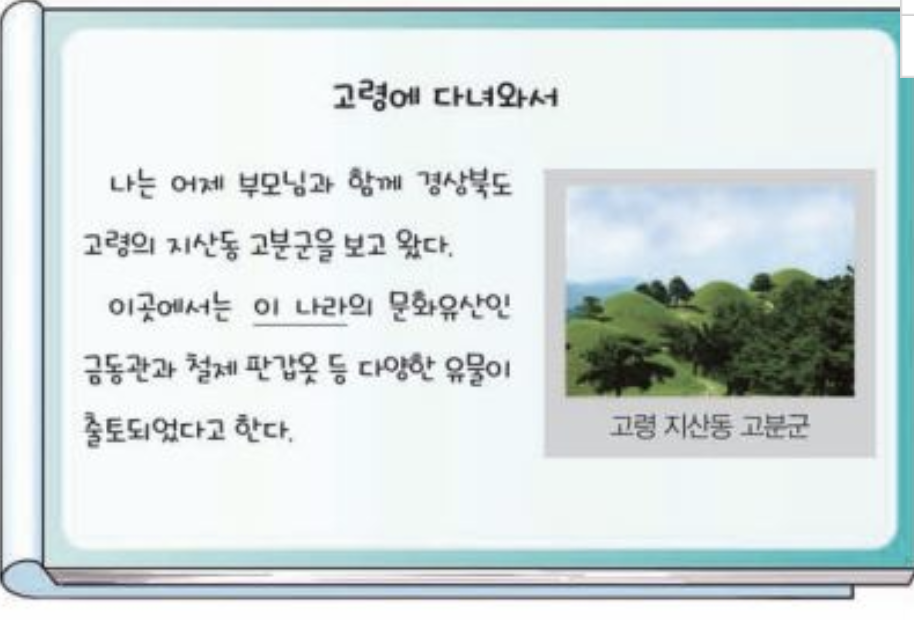 고령에 다녀와서
나는 어제 부모님과 함께 경상북도
고령의 지산동 고분군을 보고 왔다.
이곳에서는 이 나라의 문화유산인
금동관과 철제 판갑옷 등 다양한 유물이
출토되었다고 한다.
고령 지산동 고분군